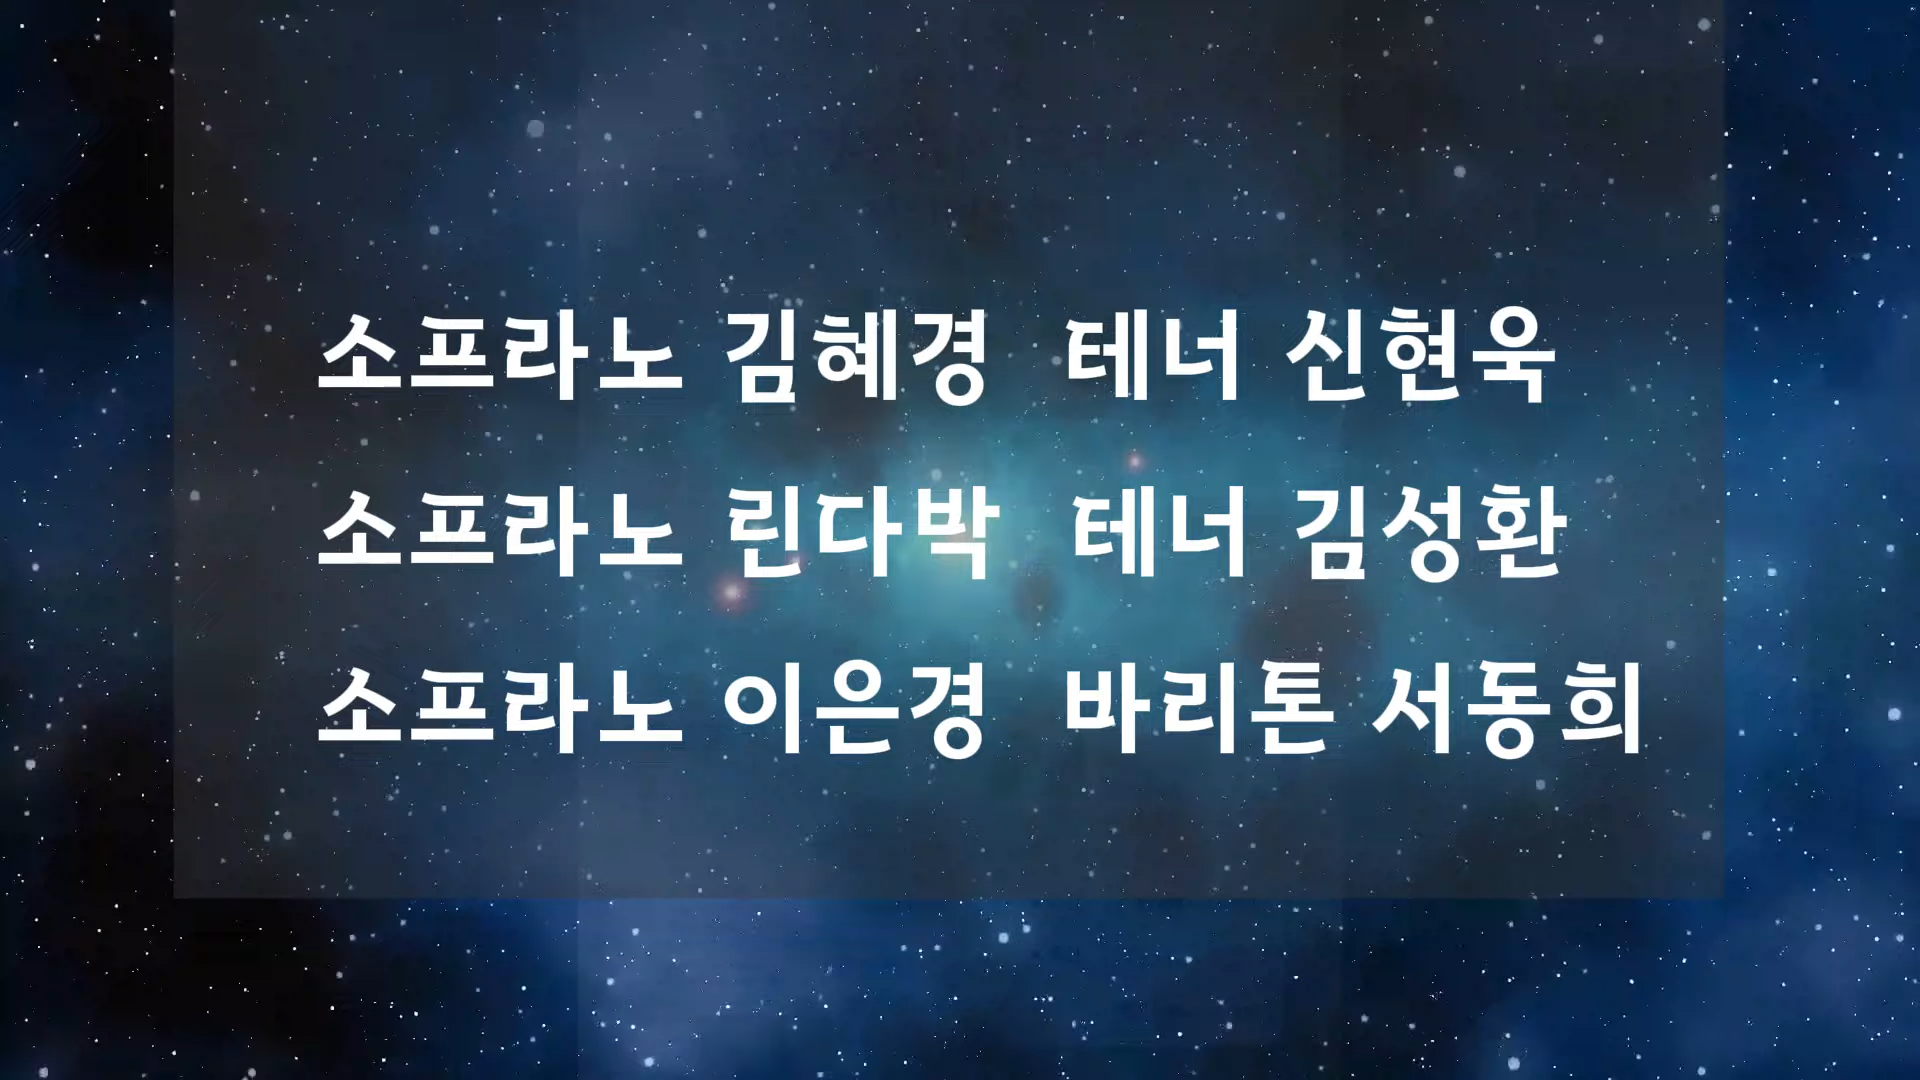 소프라노 김혜경 테너 신현욱
소프라노 린다박 테너 김성환
소프라노 이은경 바리톤 서동희